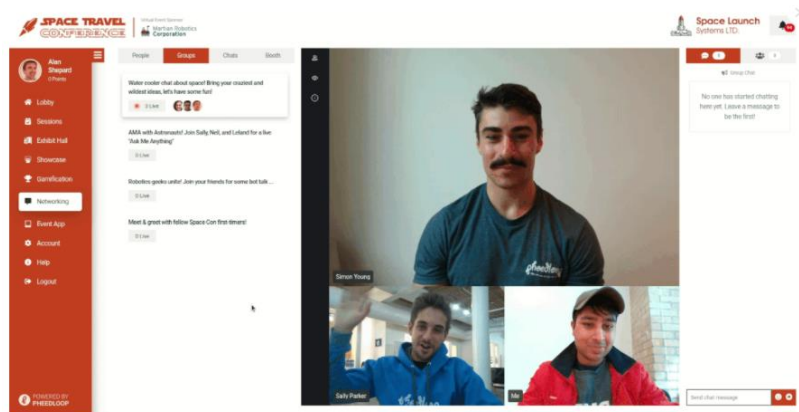 SPACE TRAVEL
CONFERENCE
Virtual Event Sponsor
Martian Robotics
Corporation
Space Launch
Systems LTD.
Alan
Shepard
0 Points
Lobby
Sessions
Exhibit Hall
Showcase
Gamification
Networking
Event App
Account
Help
Logout
POWERED BY
PHEEDLOOP
People Groups Chats Booth
Water cooler chat about space! Bring your craziest and
wildest ideas, let's have some fun!
3 Live
AMA with Astronauts! Join Sally, Neil, and Leland for a live
'Ask Me Anything'
0 Live
Robotics geeks unite! Join your friends for some bot talk...
0 Live
Meet & greet with fellow Space Con first-timers!
0 Live
pheedloop
Simon Young
Sally Parker
Me
Group Chat
No one has started chatting
here yet. Leave a message to
be the first!
Send chat message